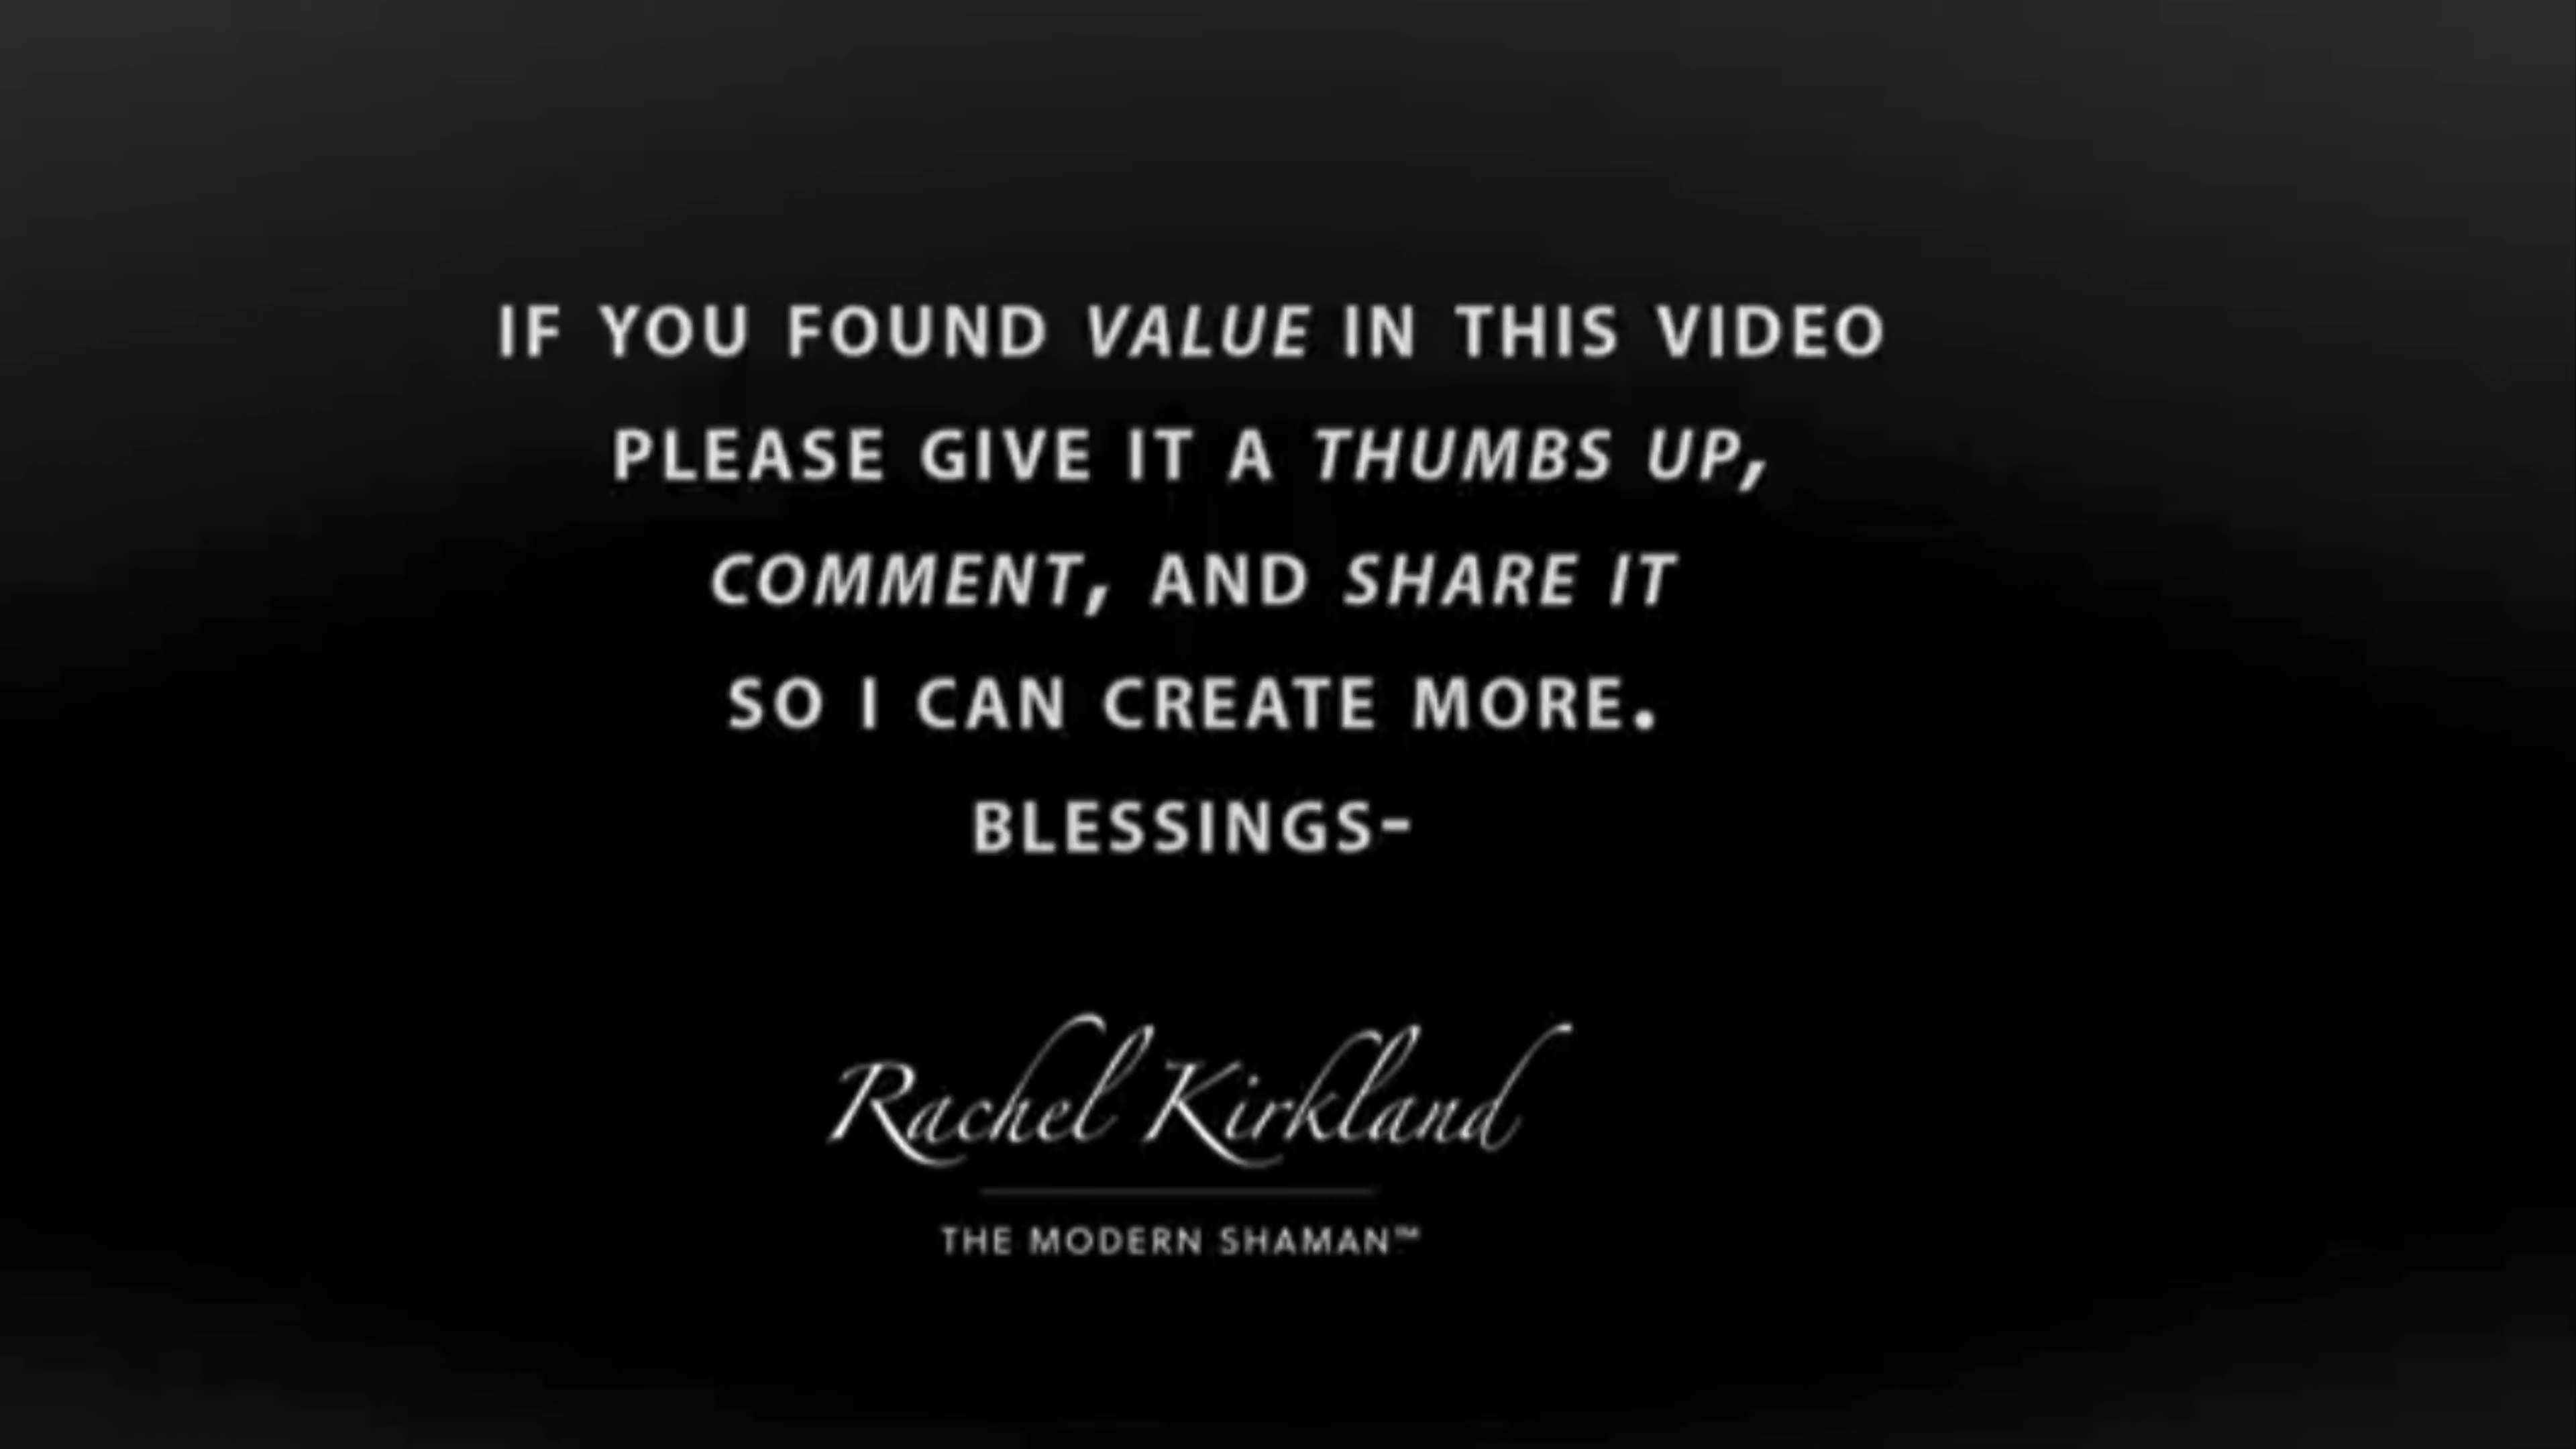 IF YOU FOUND VALUE IN THIS VIDEO
PLEASE GIVE IT A THUMBS UP,
COMMENT, AND SHARE IT
SO I CAN CREATE MORE.
BLESSINGS-
Rachel Kirkland
THE MODERN SHAMAN™